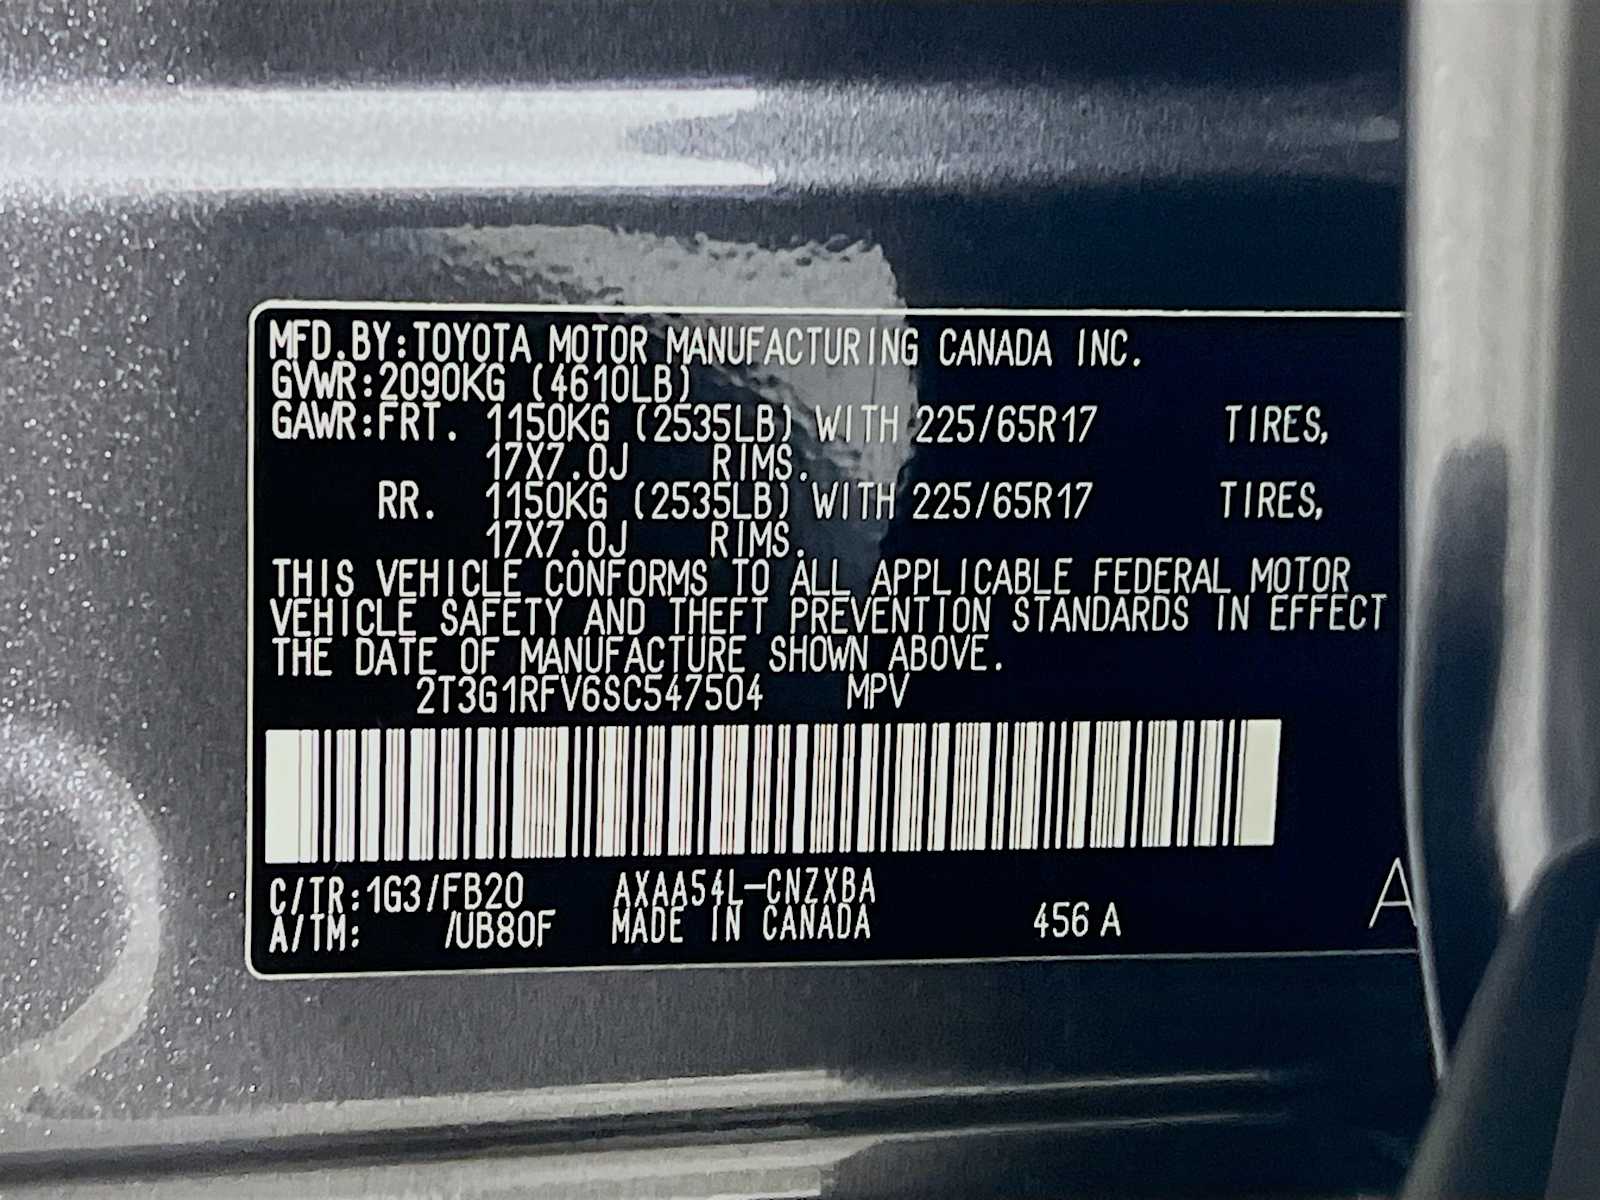 MFD.BY:TOYOTA MOTOR MANUFACTURING CANADA INC.
GVWR:2090KG (4610LB)
GAWR:FRT. 1150KG (2535LB) WITH 225/65R17 TIRES,
17X7.0J RIMS.
RR. 1150KG (2535LB) WITH 225/65R17 TIRES,
17X7.0J RIMS.
THIS VEHICLE CONFORMS TO ALL APPLICABLE FEDERAL MOTOR
VEHICLE SAFETY AND THEFT PREVENTION STANDARDS IN EFFECT
THE DATE OF MANUFACTURE SHOWN ABOVE.
2T3G1RFV6SC547504 MPV
C/TR:1G3/FB20 AXAA54L-CNZXBA
A/TM: /UB80F MADE IN CANADA 456 A A